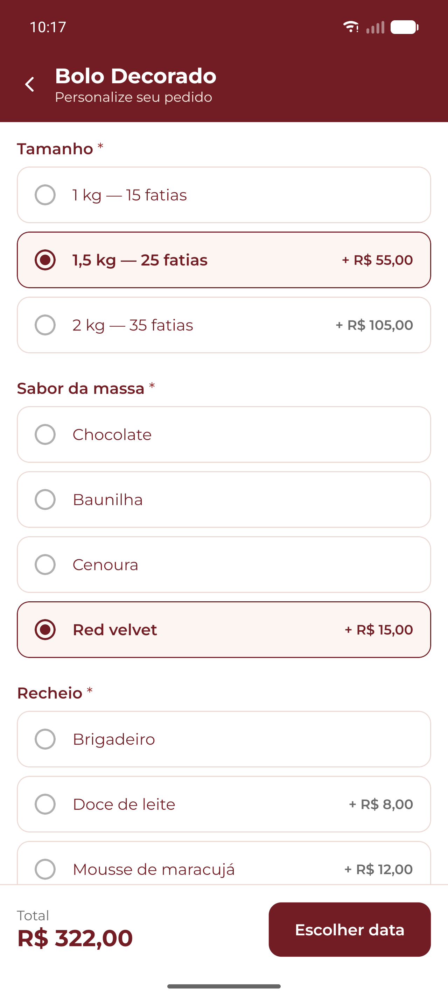 10:17
Bolo Decorado
Personalize seu pedido
Tamanho *
1 kg — 15 fatias
1,5 kg — 25 fatias + R$ 55,00
2 kg — 35 fatias + R$ 105,00
Sabor da massa *
Chocolate
Baunilha
Cenoura
Red velvet + R$ 15,00
Recheio *
Brigadeiro
Doce de leite + R$ 8,00
Mousse de maracujá + R$ 12,00
Total
R$ 322,00
Escolher data